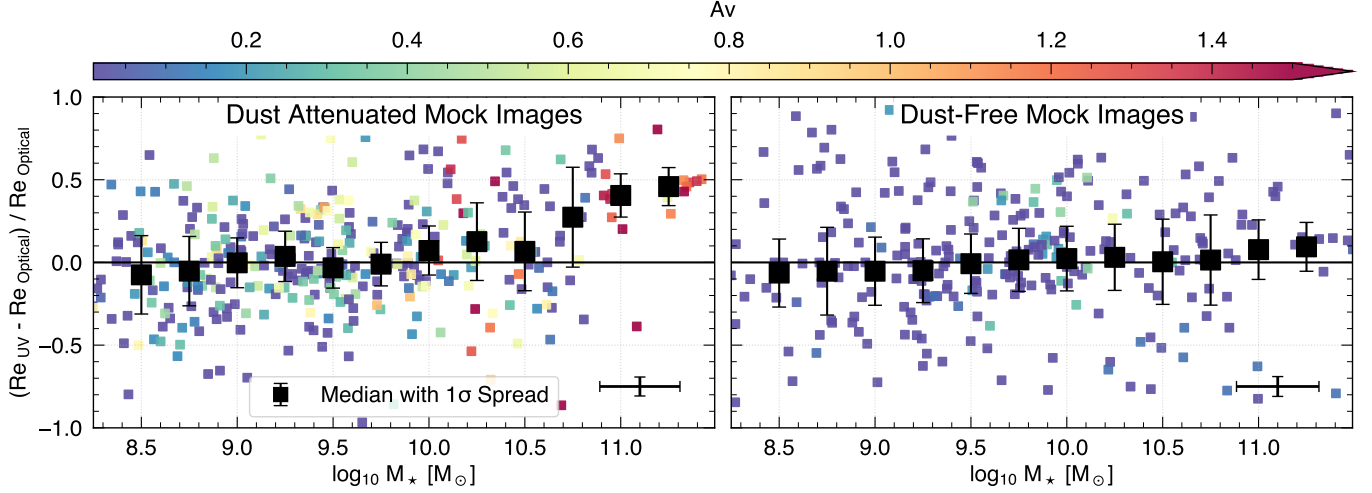 Av
0.2 0.4 0.6 0.8 1.0 1.2 1.4
Dust Attenuated Mock Images
Dust-Free Mock Images
(Re UV - Re Optical) / Re Optical
1.0
0.5
0.0
−0.5
−1.0
Median with 1σ Spread
8.5 9.0 9.5 10.0 10.5 11.0
8.5 9.0 9.5 10.0 10.5 11.0
log10 M⋆ [M⊙]
log10 M⋆ [M⊙]